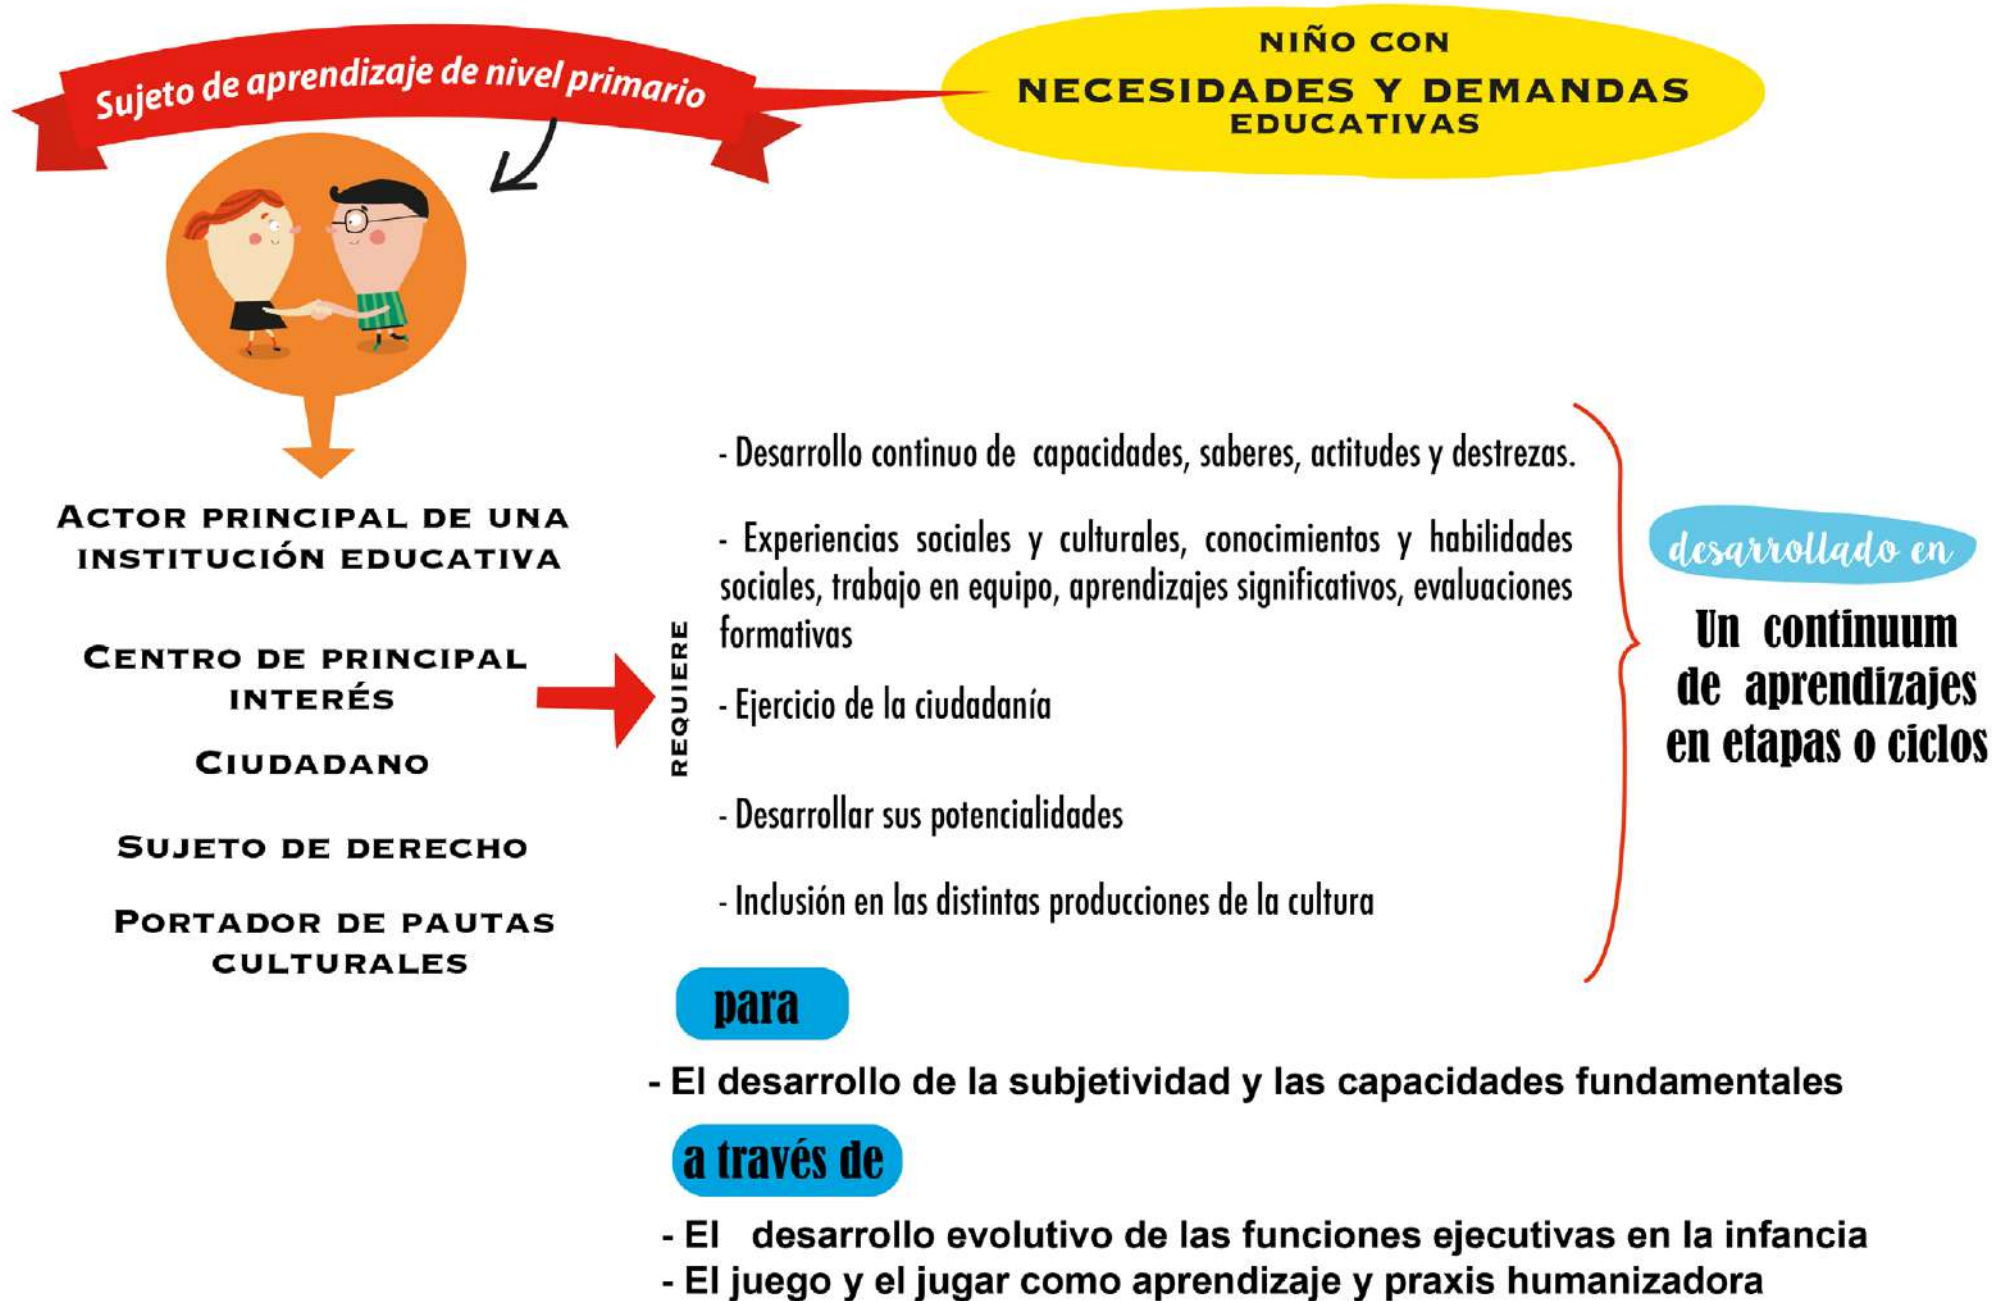 Sujeto de aprendizaje de nivel primario
NIÑO CON
NECESIDADES Y DEMANDAS
EDUCATIVAS
ACTOR PRINCIPAL DE UNA
INSTITUCIÓN EDUCATIVA
CENTRO DE PRINCIPAL
INTERÉS
CIUDADANO
SUJETO DE DERECHO
PORTADOR DE PAUTAS
CULTURALES
REQUIERE
- Desarrollo continuo de capacidades, saberes, actitudes y destrezas.
- Experiencias sociales y culturales, conocimientos y habilidades
sociales, trabajo en equipo, aprendizajes significativos, evaluaciones
formativas
- Ejercicio de la ciudadanía
- Desarrollar sus potencialidades
- Inclusión en las distintas producciones de la cultura
desarrollado en
Un continuum
de aprendizajes
en etapas o ciclos
para
- El desarrollo de la subjetividad y las capacidades fundamentales
a través de
- El desarrollo evolutivo de las funciones ejecutivas en la infancia
- El juego y el jugar como aprendizaje y praxis humanizadora